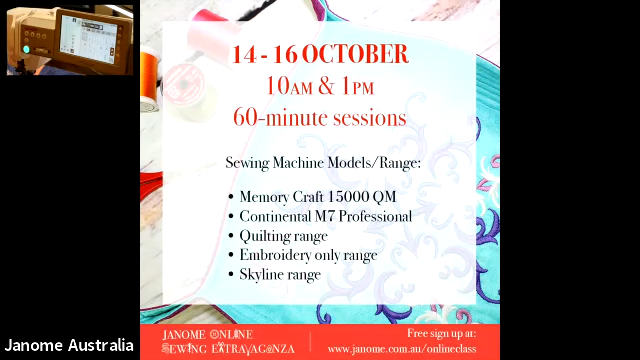 14 - 16 OCTOBER
10AM & 1PM
60-minute sessions
Sewing Machine Models/Range:
• Memory Craft 15000 QM
• Continental M7 Professional
• Quilting range
• Embroidery only range
• Skyline range
JANOME ONLINE
SEWING EXTRAVAGANZA
Free sign up at:
www.janome.com.au/onlineclass
Janome Australia